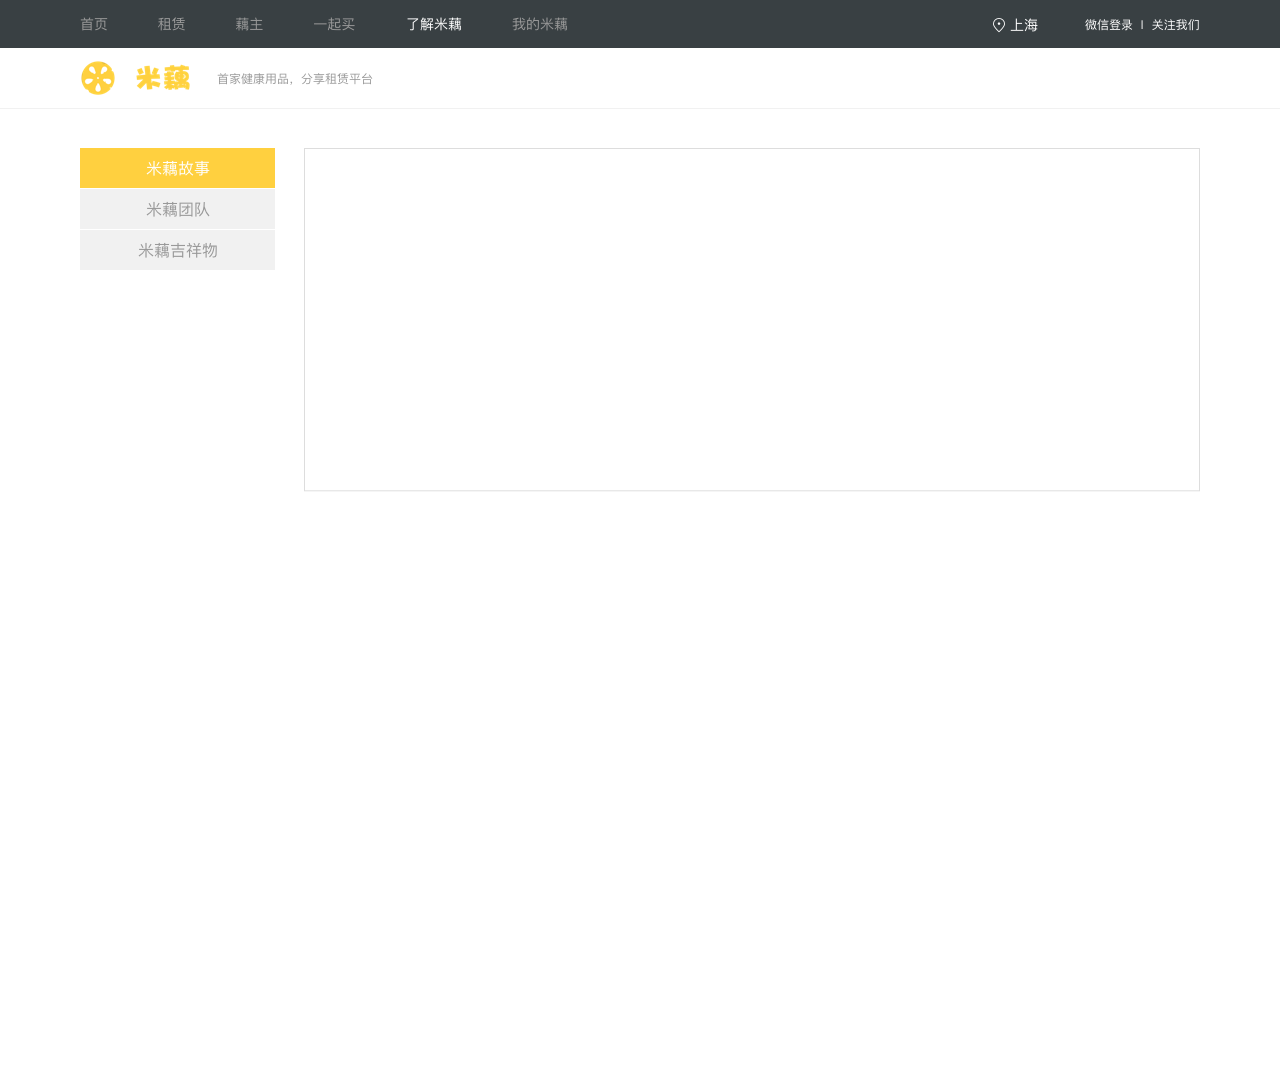 首页 租赁 藕主 一起买 了解米藕 我的米藕 上海 微信登录 | 关注我们
米藕 首家健康用品，分享租赁平台
米藕故事
米藕团队
米藕吉祥物